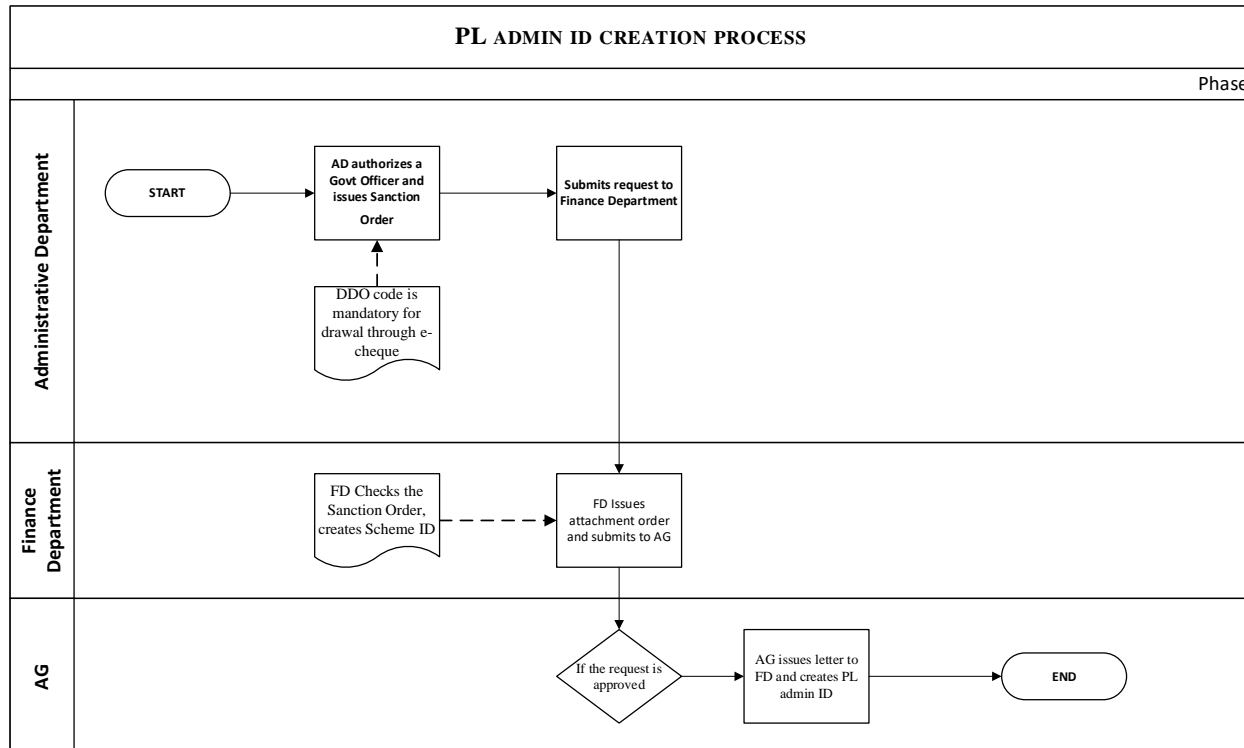 PL ADMIN ID CREATION PROCESS
Phase
Administrative Department
START
AD authorizes a
Govt Officer and
issues Sanction
Order
Submits request to
Finance Department
DDO code is
mandatory for
drawal through e-
cheque
Finance
Department
FD Checks the
Sanction Order,
creates Scheme ID
FD Issues
attachment order
and submits to AG
AG
If the request is
approved
AG issues letter to
FD and creates PL
admin ID
END